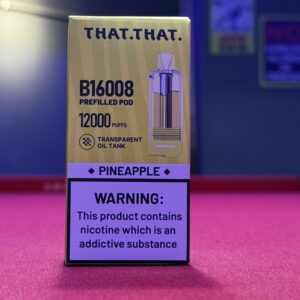 THAT.THAT.
B16008
PREFILLED POD
12000 PUFFS
TRANSPARENT
OIL TANK
PINEAPPLE
WARNING:
This product contains
nicotine which is an
addictive substance